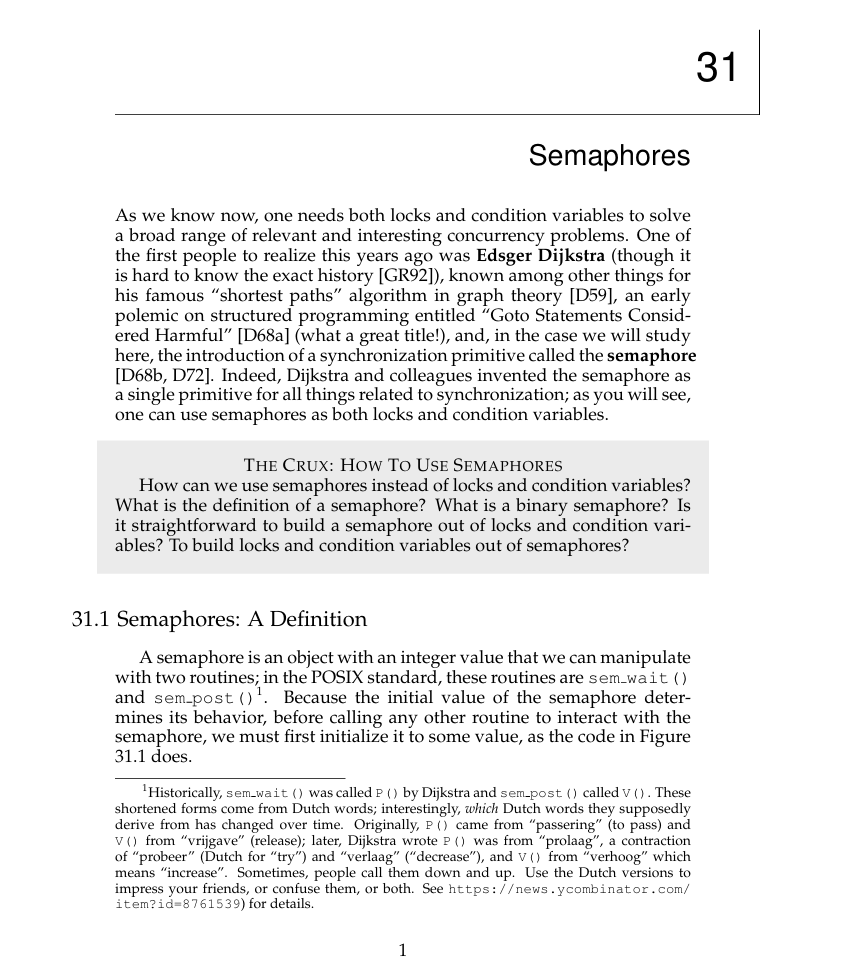 31
Semaphores
As we know now, one needs both locks and condition variables to solve
a broad range of relevant and interesting concurrency problems. One of
the first people to realize this years ago was Edsger Dijkstra (though it
is hard to know the exact history [GR92]), known among other things for
his famous “shortest paths” algorithm in graph theory [D59], an early
polemic on structured programming entitled “Goto Statements Consid-
ered Harmful” [D68a] (what a great title!), and, in the case we will study
here, the introduction of a synchronization primitive called the semaphore
[D68b, D72]. Indeed, Dijkstra and colleagues invented the semaphore as
a single primitive for all things related to synchronization; as you will see,
one can use semaphores as both locks and condition variables.
THE CRUX: HOW TO USE SEMAPHORES
How can we use semaphores instead of locks and condition variables?
What is the definition of a semaphore? What is a binary semaphore? Is
it straightforward to build a semaphore out of locks and condition vari-
ables? To build locks and condition variables out of semaphores?
31.1 Semaphores: A Definition
A semaphore is an object with an integer value that we can manipulate
with two routines; in the POSIX standard, these routines are sem_wait()
and sem_post()¹. Because the initial value of the semaphore deter-
mines its behavior, before calling any other routine to interact with the
semaphore, we must first initialize it to some value, as the code in Figure
31.1 does.
¹Historically, sem_wait() was called P() by Dijkstra and sem_post() called V(). These
shortened forms come from Dutch words; interestingly, which Dutch words they supposedly
derive from has changed over time. Originally, P() came from “passering” (to pass) and
V() from “vrijgave” (release); later, Dijkstra wrote P() was from “prolaag”, a contraction
of “probeer” (Dutch for “try”) and “verlaag” (“decrease”), and V() from “verhoog” which
means “increase”. Sometimes, people call them down and up. Use the Dutch versions to
impress your friends, or confuse them, or both. See https://news.ycombinator.com/
item?id=8761539) for details.
1